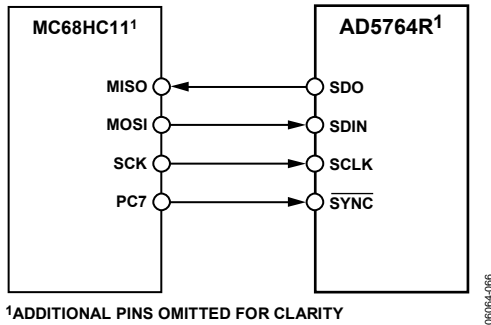 MC68HC11¹
AD5764R¹
MISO
SDO
MOSI
SDIN
SCK
SCLK
PC7
SYNC
¹ADDITIONAL PINS OMITTED FOR CLARITY
06064-066